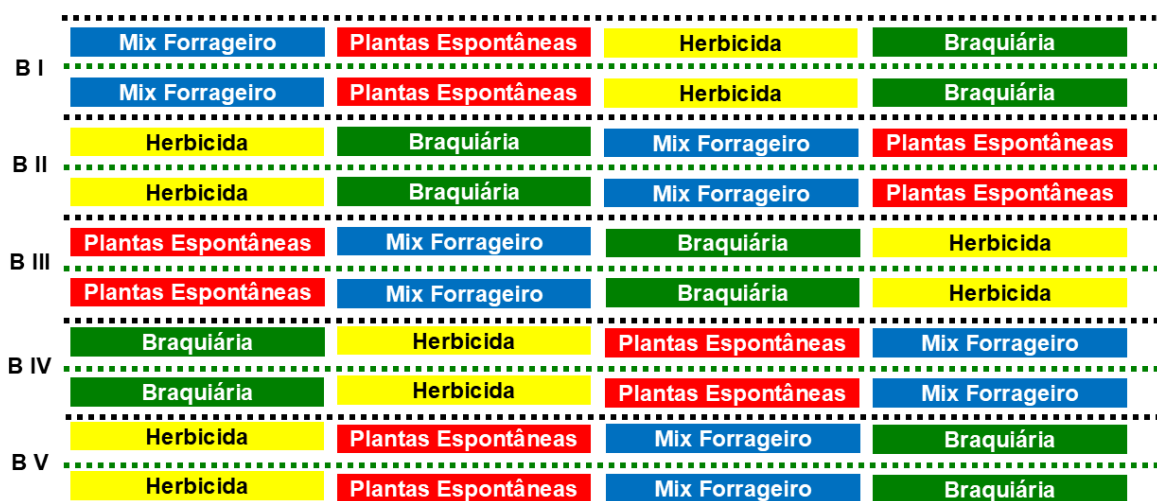 Mix Forrageiro Plantas Espontâneas Herbicida Braquiária
B I
Mix Forrageiro Plantas Espontâneas Herbicida Braquiária
Herbicida Braquiária Mix Forrageiro Plantas Espontâneas
B II
Herbicida Braquiária Mix Forrageiro Plantas Espontâneas
Plantas Espontâneas Mix Forrageiro Braquiária Herbicida
B III
Plantas Espontâneas Mix Forrageiro Braquiária Herbicida
Braquiária Herbicida Plantas Espontâneas Mix Forrageiro
B IV
Braquiária Herbicida Plantas Espontâneas Mix Forrageiro
Herbicida Plantas Espontâneas Mix Forrageiro Braquiária
B V
Herbicida Plantas Espontâneas Mix Forrageiro Braquiária